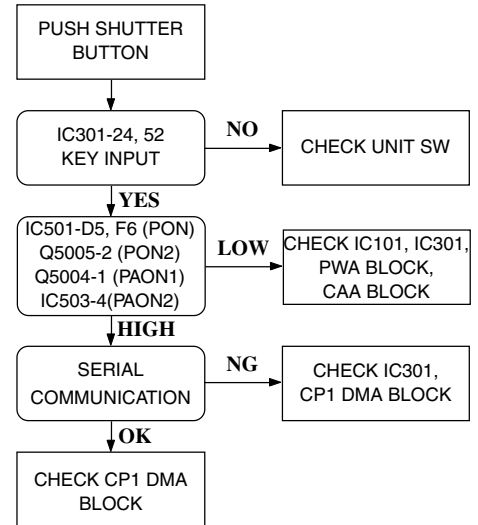 PUSH SHUTTER
BUTTON
IC301-24, 52
KEY INPUT
NO
CHECK UNIT SW
YES
IC501-D5, F6 (PON)
Q5005-2 (PON2)
Q5004-1 (PAON1)
IC503-4(PAON2)
LOW
CHECK IC101, IC301,
PWA BLOCK,
CAA BLOCK
HIGH
SERIAL
COMMUNICATION
NG
CHECK IC301,
CP1 DMA BLOCK
OK
CHECK CP1 DMA
BLOCK